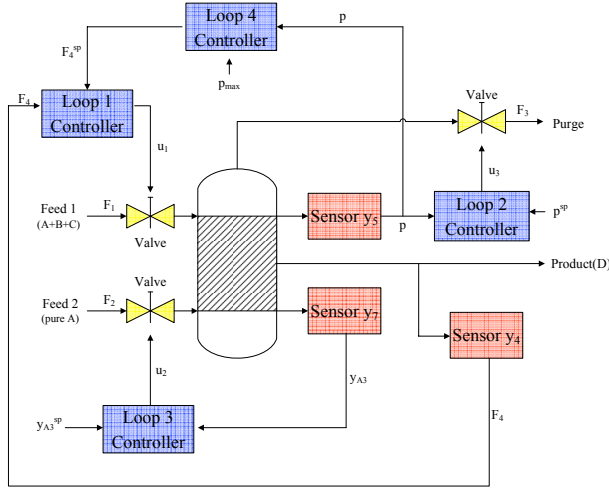 Loop 4
Controller
p
F₄ˢᵖ
pmax
F₄
Loop 1
Controller
Valve
F₃
Purge
u₁
u₃
Feed 1
(A+B+C)
F₁
Valve
Sensor y₅
p
Loop 2
Controller
pˢᵖ
Product(D)
Feed 2
(pure A)
F₂
Valve
Sensor y₇
Sensor y₄
u₂
yA3
F₄
yA3ˢᵖ
Loop 3
Controller